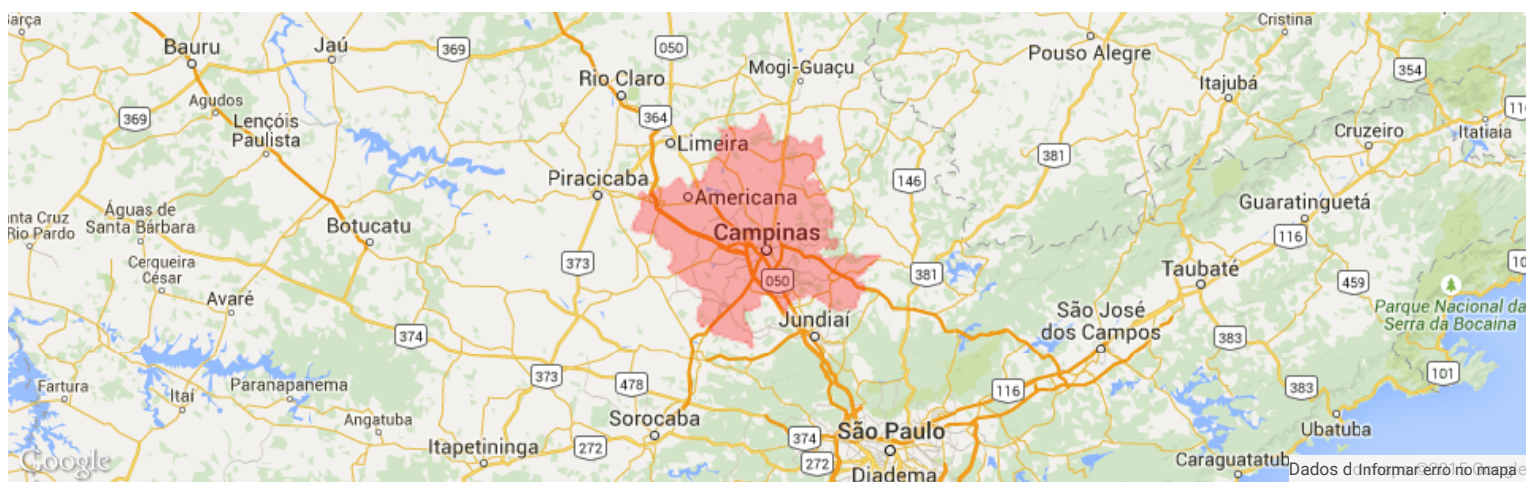 Cristina
050
Bauru
Jaú
369
Pouso Alegre
Mogi-Guaçu
354
Rio Claro
Itajubá
Agudos
369
364
Lençóis
Paulista
Cruzeiro
Itatiaia
Limeira
381
Piracicaba
146
Americana
Guaratinguetá
Águas de
Santa Bárbara
Rio Pardo
Botucatu
Campinas
116
Cerqueira
César
373
381
Taubaté
050
459
Avaré
Parque Nacional da
Serra da Bocaina
São José
dos Campos
Jundiaí
374
383
373
478
101
Fartura
Paranapanema
116
383
Itaí
Angatuba
Sorocaba
São Paulo
Ubatuba
374
Itapetininga
272
272
Google
Diadema
Dados d Informar erro no mapa